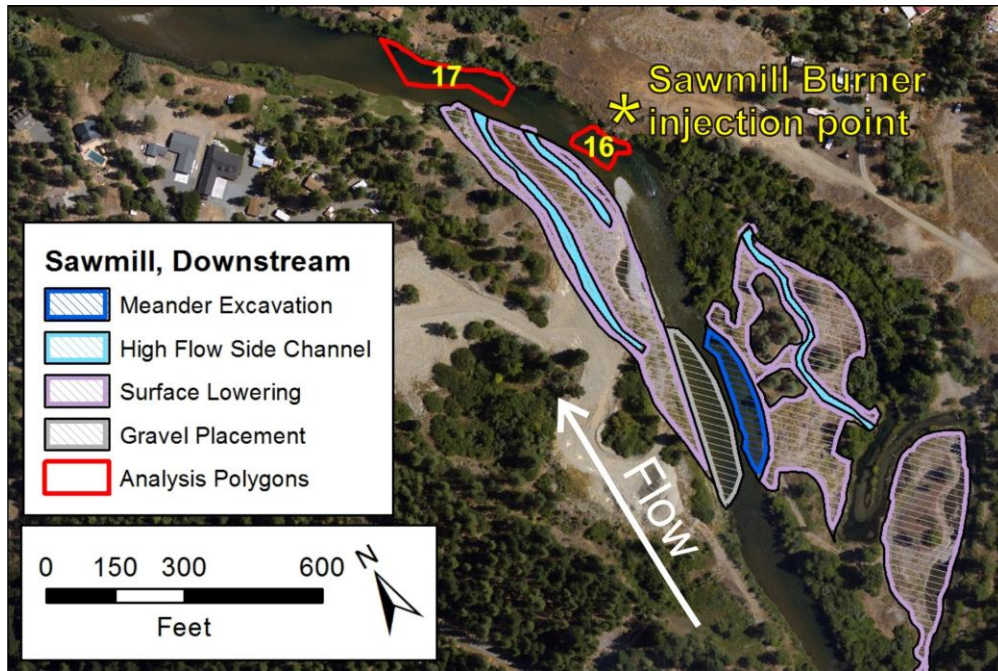 17
Sawmill Burner
* injection point
16
Sawmill, Downstream
Meander Excavation
High Flow Side Channel
Surface Lowering
Gravel Placement
Analysis Polygons
Flow
N
0 150 300 600
Feet